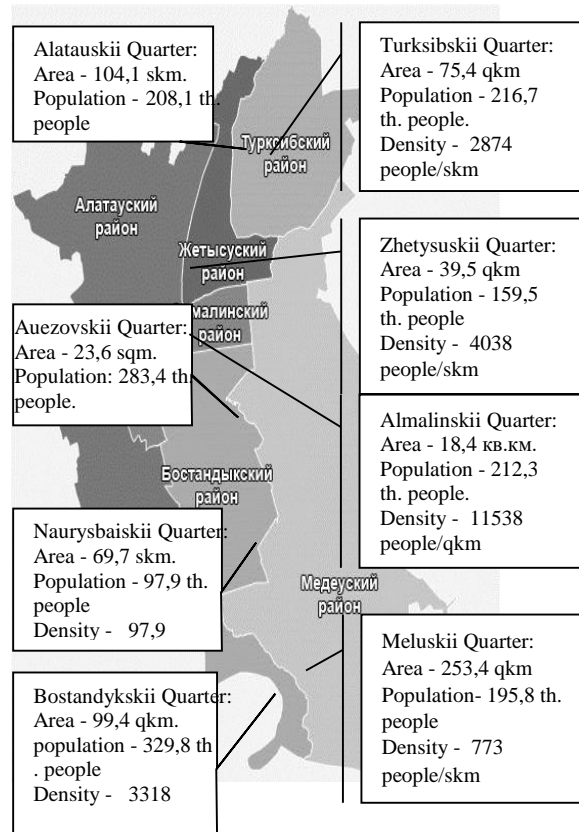 Alatauskii Quarter:
Area - 104,1 skm.
Population - 208,1 th.
people
Turksibskii Quarter:
Area - 75,4 qkm
Population - 216,7
th. people.
Density - 2874
people/skm
Турксибский
район
Алатауский
район
Жетысуский
район
Zhetysuskii Quarter:
Area - 39,5 qkm
Population - 159,5
th. people
Density - 4038
people/skm
малинский
район
Auezovskii Quarter:
Area - 23,6 sqm.
Population: 283,4 th.
people.
Almalinskii Quarter:
Area - 18,4 кв.км.
Population - 212,3
th. people.
Density - 11538
people/qkm
Бостандыкский
район
Naurysbaiskii Quarter:
Area - 69,7 skm.
Population - 97,9 th.
people
Density - 97,9
Медеуский
район
Meluskii Quarter:
Area - 253,4 qkm
Population- 195,8 th.
people
Density - 773
people/skm
Bostandykskii Quarter:
Area - 99,4 qkm.
population - 329,8 th
. people
Density - 3318